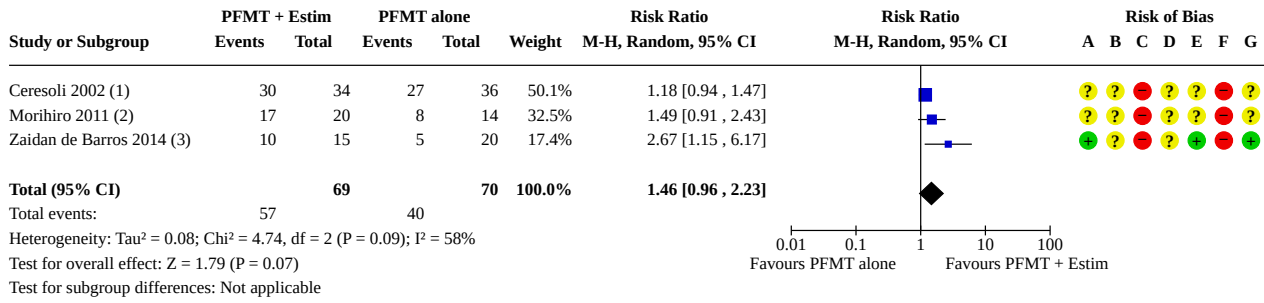 PFMT + Estim PFMT alone Risk Ratio Risk Ratio Risk of Bias
Study or Subgroup Events Total Events Total Weight M-H, Random, 95% CI M-H, Random, 95% CI A B C D E F G
Ceresoli 2002 (1) 30 34 27 36 50.1% 1.18 [0.94 , 1.47] ? ? − ? ? − ?
Morihiro 2011 (2) 17 20 8 14 32.5% 1.49 [0.91 , 2.43] ? ? − ? ? − ?
Zaidan de Barros 2014 (3) 10 15 5 20 17.4% 2.67 [1.15 , 6.17] + ? − ? + − +
Total (95% CI) 69 70 100.0% 1.46 [0.96 , 2.23]
Total events: 57 40
Heterogeneity: Tau² = 0.08; Chi² = 4.74, df = 2 (P = 0.09); I² = 58%
0.01 0.1 1 10 100
Test for overall effect: Z = 1.79 (P = 0.07) Favours PFMT alone Favours PFMT + Estim
Test for subgroup differences: Not applicable